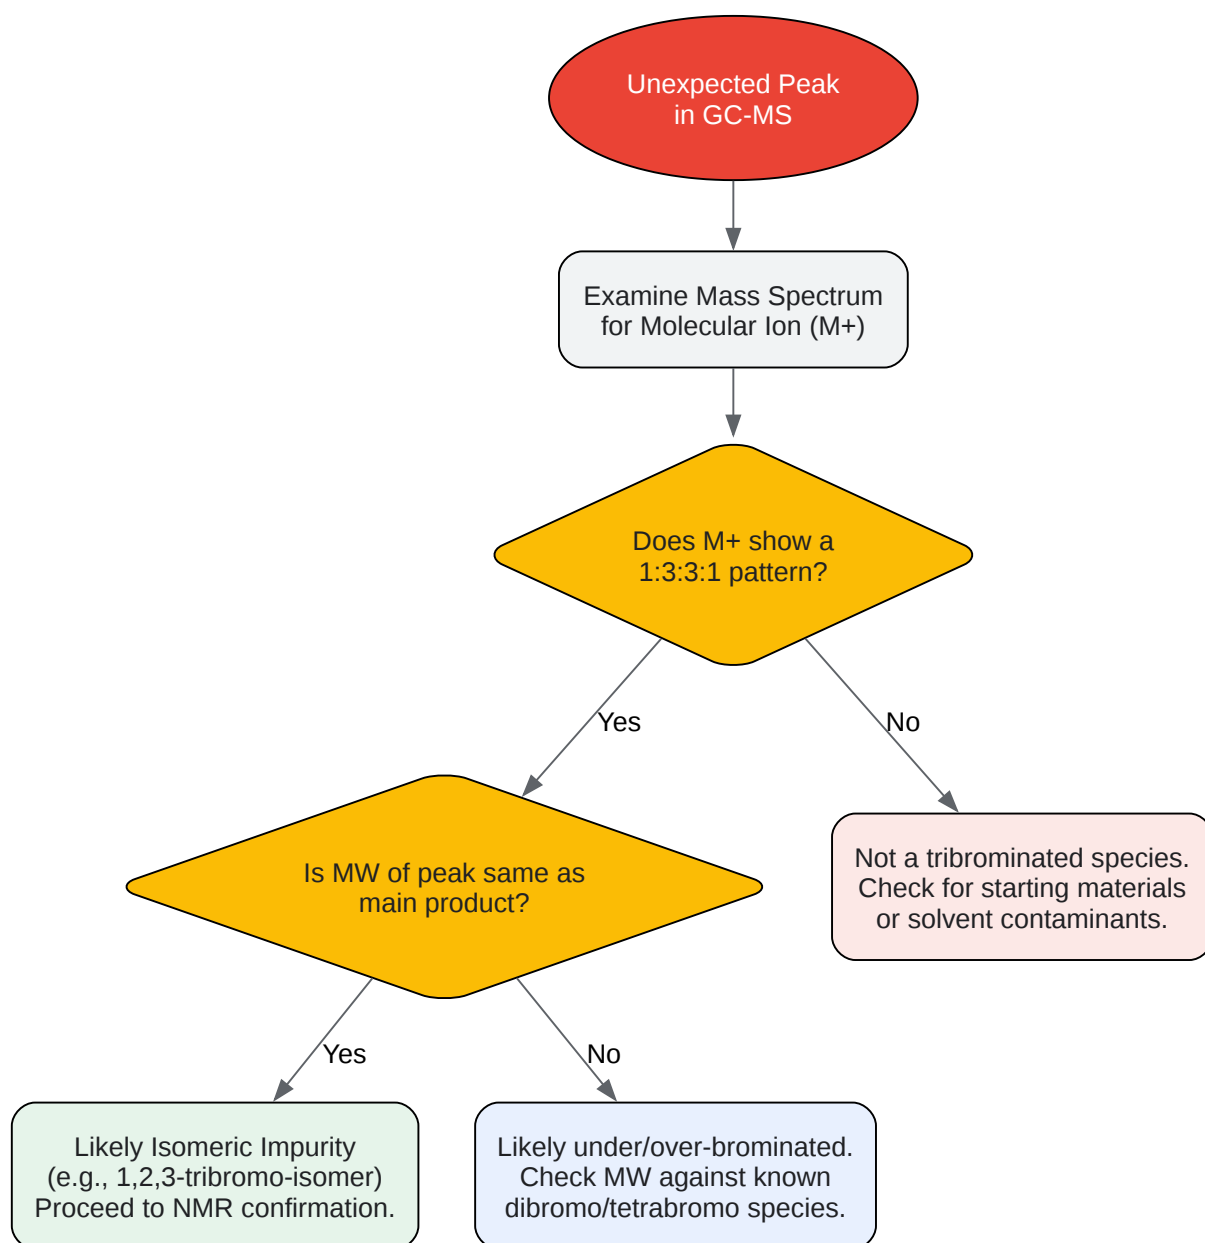 Unexpected Peak
in GC-MS
Examine Mass Spectrum
for Molecular Ion (M+)
Does M+ show a
1:3:3:1 pattern?
Yes
No
Is MW of peak same as
main product?
Not a tribrominated species.
Check for starting materials
or solvent contaminants.
Yes
No
Likely Isomeric Impurity
(e.g., 1,2,3-tribromo-isomer)
Proceed to NMR confirmation.
Likely under/over-brominated.
Check MW against known
dibromo/tetrabromo species.